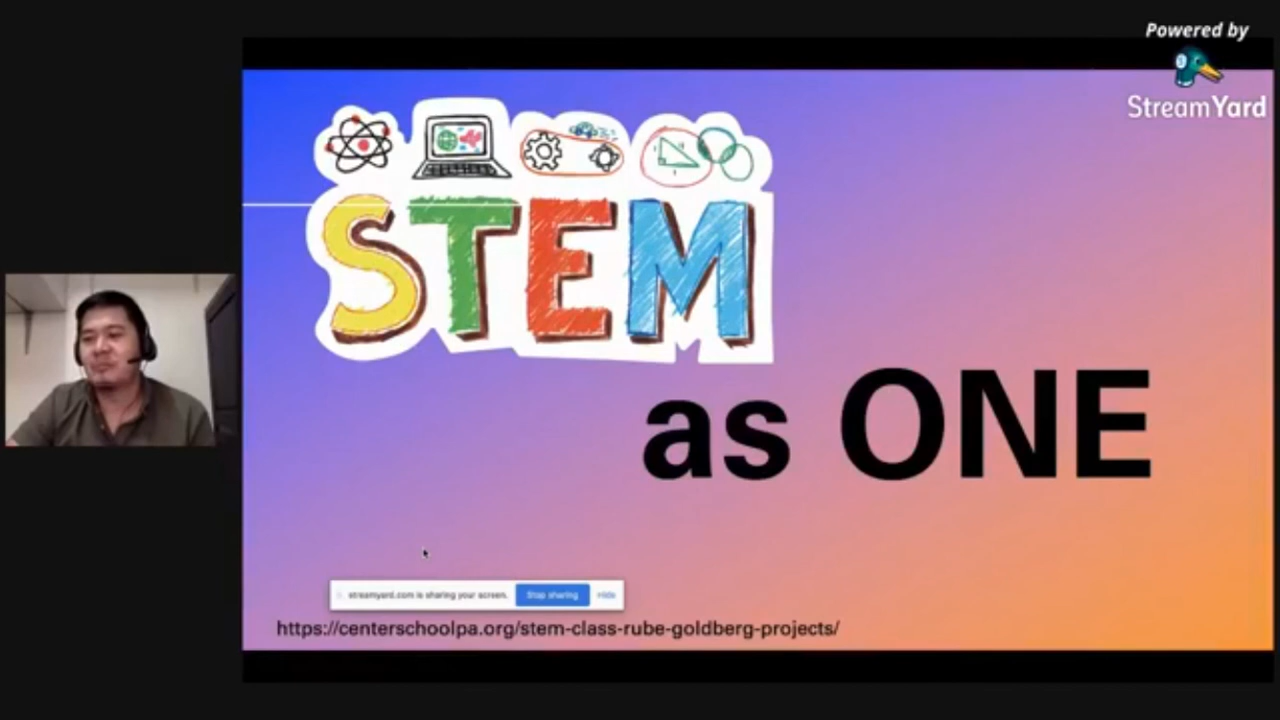 Powered by
StreamYard
STEM
as ONE
streamyard.com is sharing your screen.
Stop sharing
Hide
https://centerschoolpa.org/stem-class-rube-goldberg-projects/